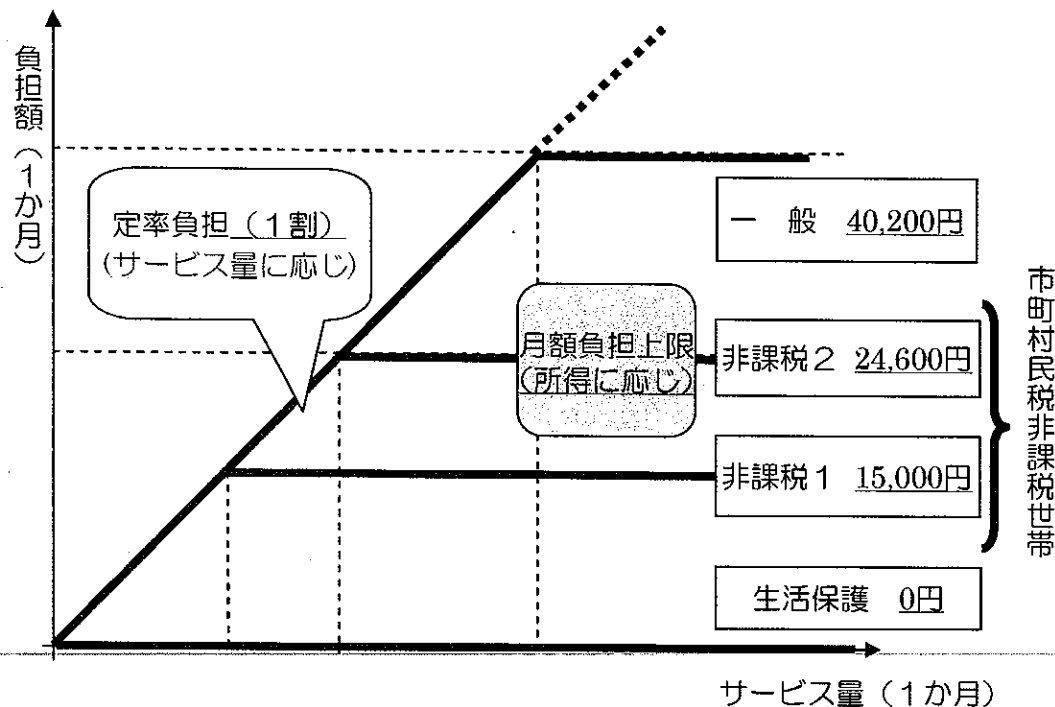 負担額（1か月）
定率負担（1割）
(サービス量に応じ)
一　般　40,200円
月額負担上限
(所得に応じ)
非課税２　24,600円
非課税１　15,000円
生活保護　0円
市町村民税非課税世帯
サービス量（1か月）